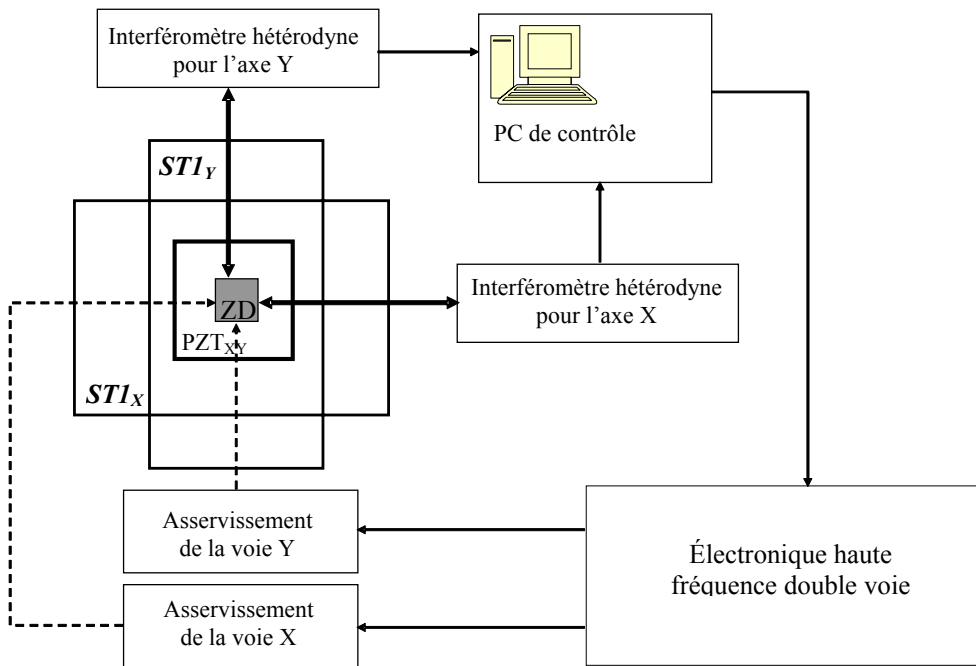 Interféromètre hétérodyne
pour l'axe Y
PC de contrôle
ST1Y
Interféromètre hétérodyne
pour l'axe X
ZD
PZTXY
ST1X
Asservissement
de la voie Y
Électronique haute
fréquence double voie
Asservissement
de la voie X